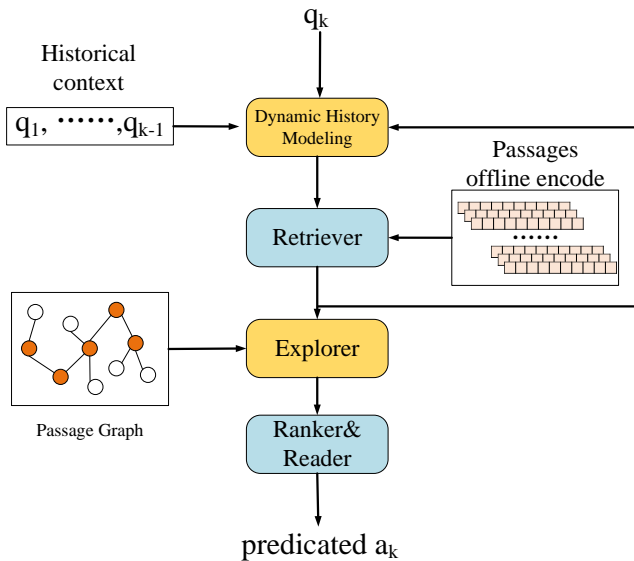 q_k
Historical
context
q_1, ······,q_{k-1}
Dynamic History
Modeling
Passages
offline encode
······
Retriever
Explorer
Passage Graph
Ranker&
Reader
predicated a_k